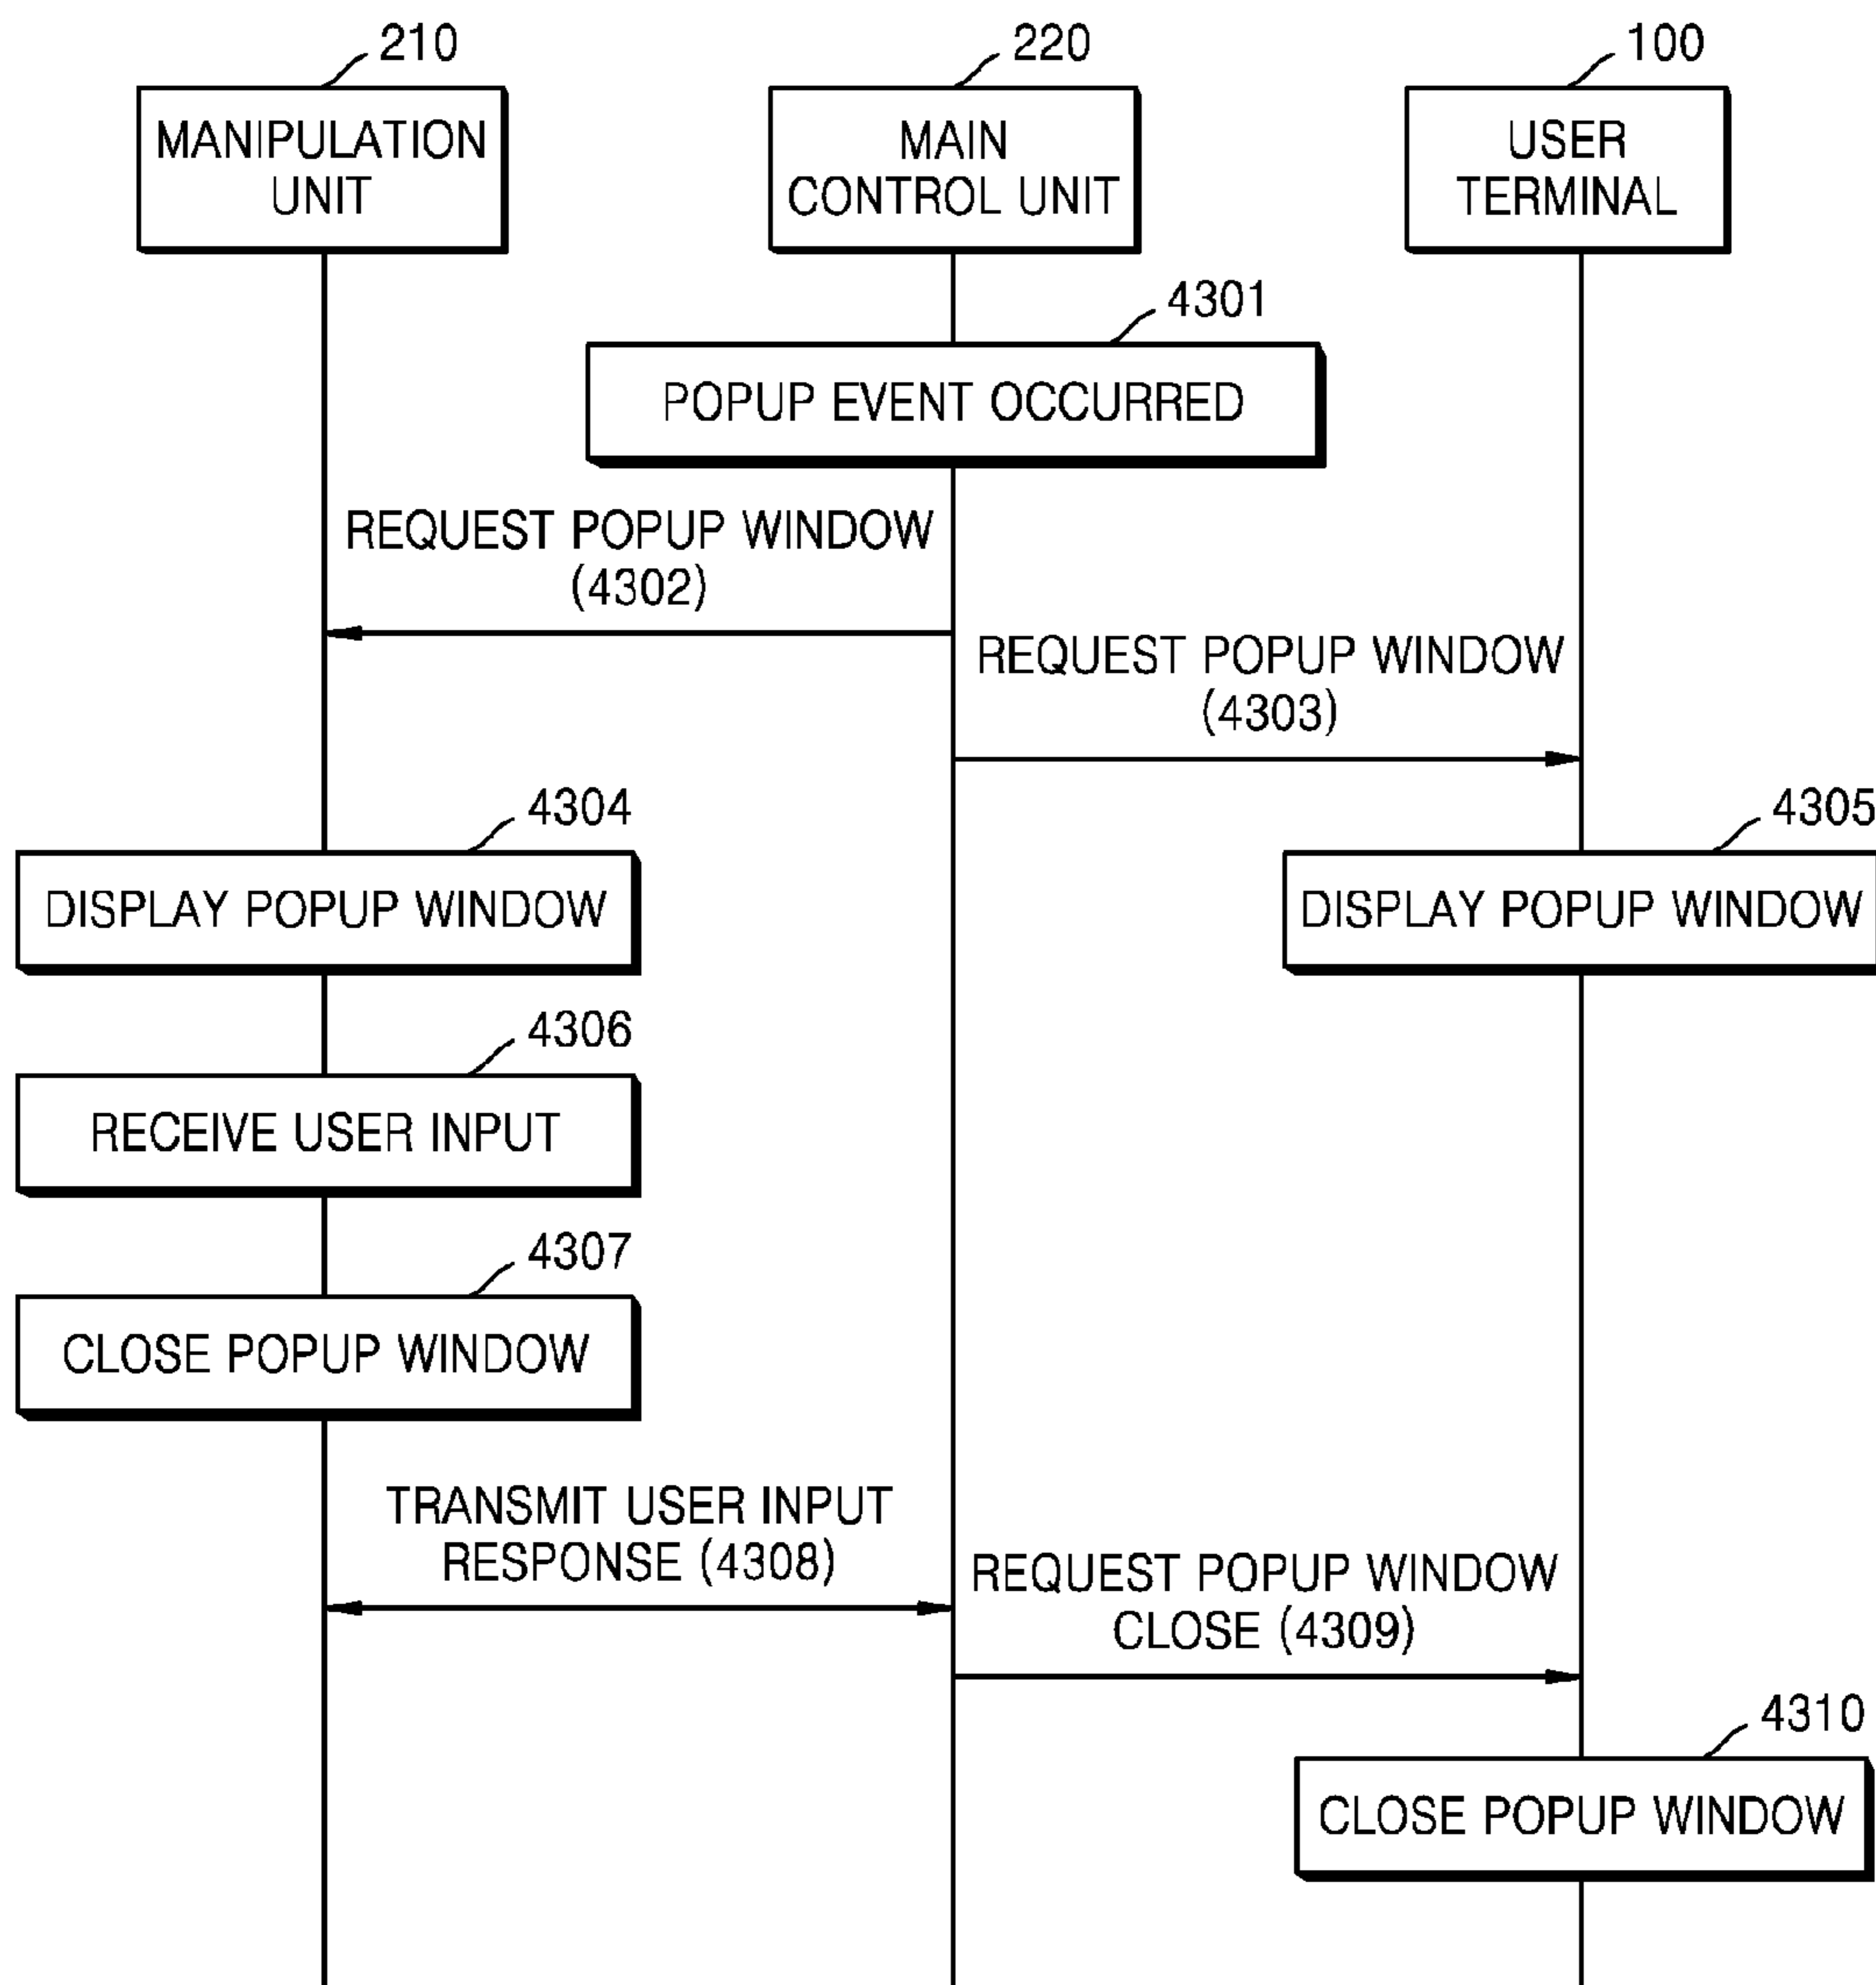 210
220
100
MANIPULATION
UNIT
MAIN
CONTROL UNIT
USER
TERMINAL
4301
POPUP EVENT OCCURRED
REQUEST POPUP WINDOW
(4302)
REQUEST POPUP WINDOW
(4303)
4304
DISPLAY POPUP WINDOW
4305
DISPLAY POPUP WINDOW
4306
RECEIVE USER INPUT
4307
CLOSE POPUP WINDOW
TRANSMIT USER INPUT
RESPONSE (4308)
REQUEST POPUP WINDOW
CLOSE (4309)
4310
CLOSE POPUP WINDOW